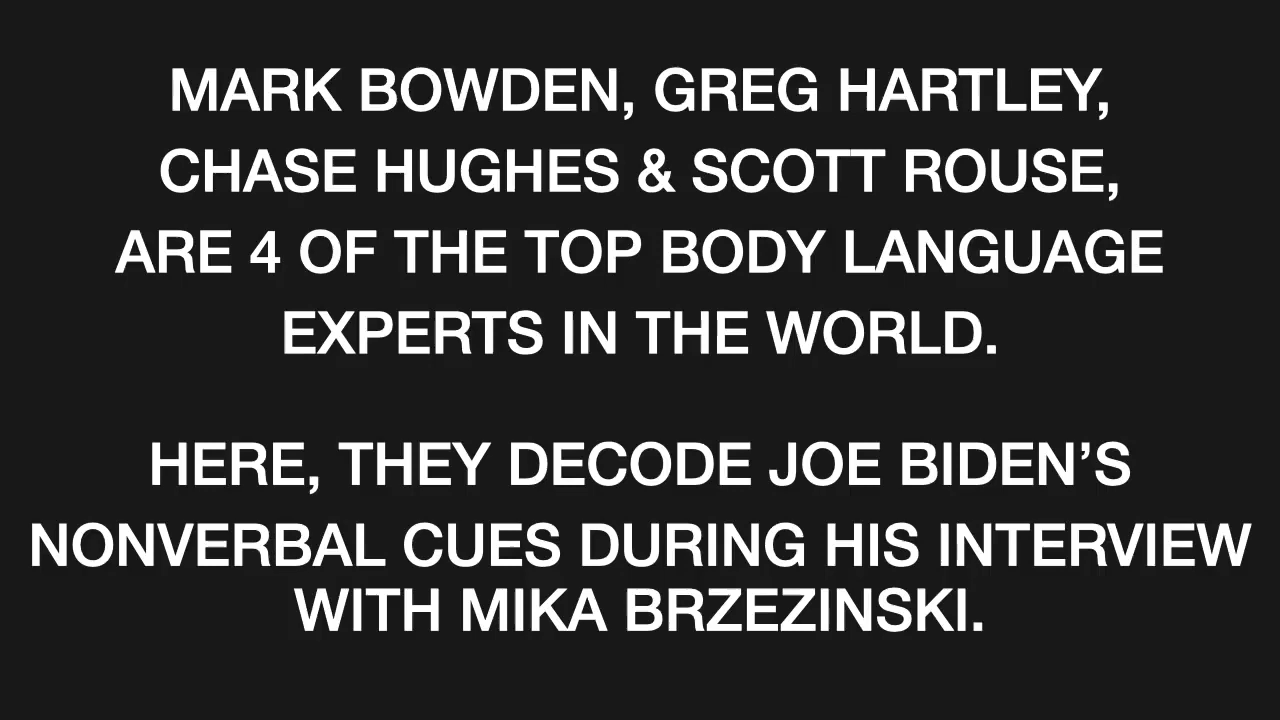 MARK BOWDEN, GREG HARTLEY,
CHASE HUGHES & SCOTT ROUSE,
ARE 4 OF THE TOP BODY LANGUAGE
EXPERTS IN THE WORLD.
HERE, THEY DECODE JOE BIDEN’S
NONVERBAL CUES DURING HIS INTERVIEW
WITH MIKA BRZEZINSKI.